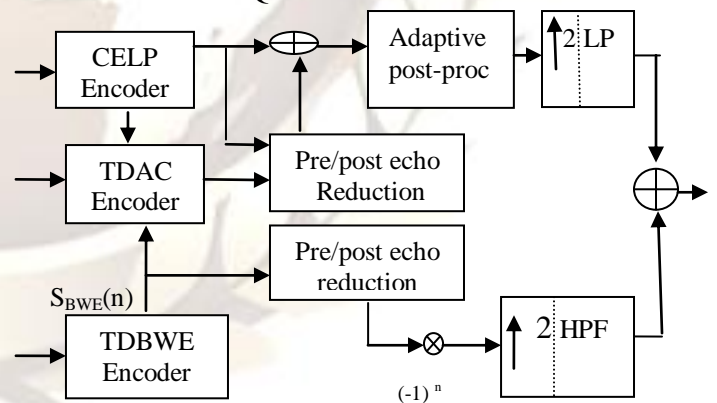 CELP
Encoder
Adaptive
post-proc
2 LP
TDAC
Encoder
Pre/post echo
Reduction
Pre/post echo
reduction
S_BWE(n)
TDBWE
Encoder
2 HPF
(-1) ⁿ